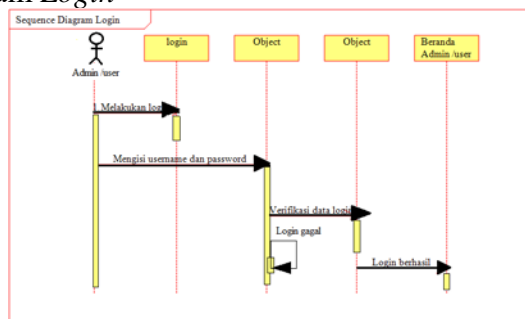 Sequence Diagram Login
login
Object
Object
Beranda
Admin /user
Admin /user
1 Melakukan log
Mengisi username dan password
Verifikasi data login
Login gagal
Login berhasil